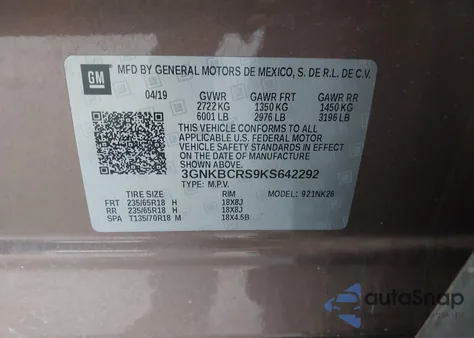 GM MFD BY GENERAL MOTORS DE MEXICO, S. DE R.L. DE C.V.
04/19 GVWR GAWR FRT GAWR RR
2722 KG 1350 KG 1450 KG
6001 LB 2976 LB 3196 LB
THIS VEHICLE CONFORMS TO ALL
APPLICABLE U.S. FEDERAL MOTOR
VEHICLE SAFETY STANDARDS IN EFFECT
ON THE DATE OF MANUFACTURE
SHOWN ABOVE.
3GNKBCRS9KS642292
TYPE: M.P.V. MODEL: 921NK26
TIRE SIZE RIM
FRT 235/65R18 H 18X8J
RR 235/65R18 H 18X8J
SPA T135/70R18 M 18X4.5B
autoSnap